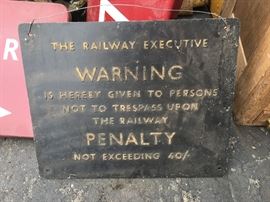 THE RAILWAY EXECUTIVE
WARNING
IS HEREBY GIVEN TO PERSONS
NOT TO TRESPASS UPON
THE RAILWAY
PENALTY
NOT EXCEEDING 40/-
R